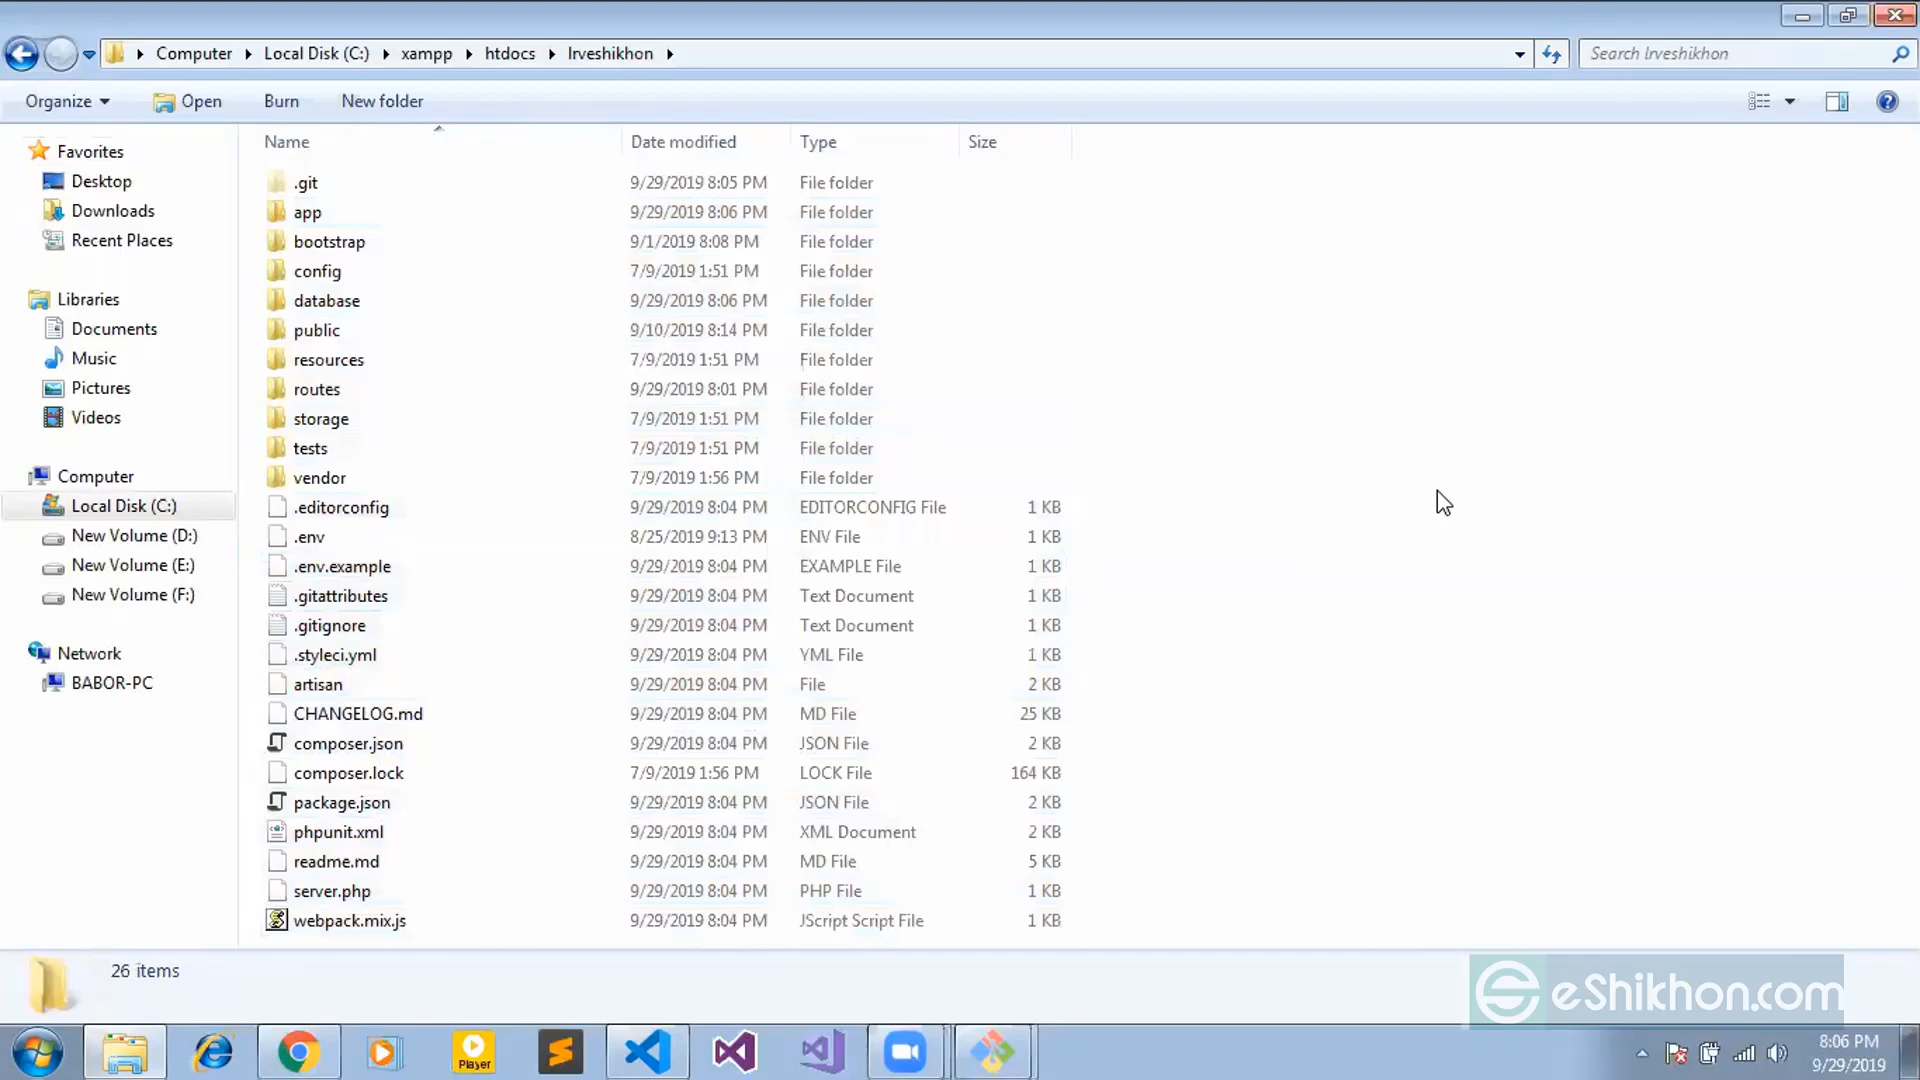 Computer Local Disk (C:) xampp htdocs lrveshikhon
Search lrveshikhon
Organize Open Burn New folder
Name Date modified Type Size
Favorites
Desktop
Downloads
Recent Places
Libraries
Documents
Music
Pictures
Videos
Computer
Local Disk (C:)
New Volume (D:)
New Volume (E:)
New Volume (F:)
Network
BABOR-PC
.git 9/29/2019 8:05 PM File folder
app 9/29/2019 8:06 PM File folder
bootstrap 9/1/2019 8:08 PM File folder
config 7/9/2019 1:51 PM File folder
database 9/29/2019 8:06 PM File folder
public 9/10/2019 8:14 PM File folder
resources 7/9/2019 1:51 PM File folder
routes 9/29/2019 8:01 PM File folder
storage 7/9/2019 1:51 PM File folder
tests 7/9/2019 1:51 PM File folder
vendor 7/9/2019 1:56 PM File folder
.editorconfig 9/29/2019 8:04 PM EDITORCONFIG File 1 KB
.env 8/25/2019 9:13 PM ENV File 1 KB
.env.example 9/29/2019 8:04 PM EXAMPLE File 1 KB
.gitattributes 9/29/2019 8:04 PM Text Document 1 KB
.gitignore 9/29/2019 8:04 PM Text Document 1 KB
.styleci.yml 9/29/2019 8:04 PM YML File 1 KB
artisan 9/29/2019 8:04 PM File 2 KB
CHANGELOG.md 9/29/2019 8:04 PM MD File 25 KB
composer.json 9/29/2019 8:04 PM JSON File 2 KB
composer.lock 7/9/2019 1:56 PM LOCK File 164 KB
package.json 9/29/2019 8:04 PM JSON File 2 KB
phpunit.xml 9/29/2019 8:04 PM XML Document 2 KB
readme.md 9/29/2019 8:04 PM MD File 5 KB
server.php 9/29/2019 8:04 PM PHP File 1 KB
webpack.mix.js 9/29/2019 8:04 PM JScript Script File 1 KB
26 items
eShikhon.com
Player
8:06 PM
9/29/2019